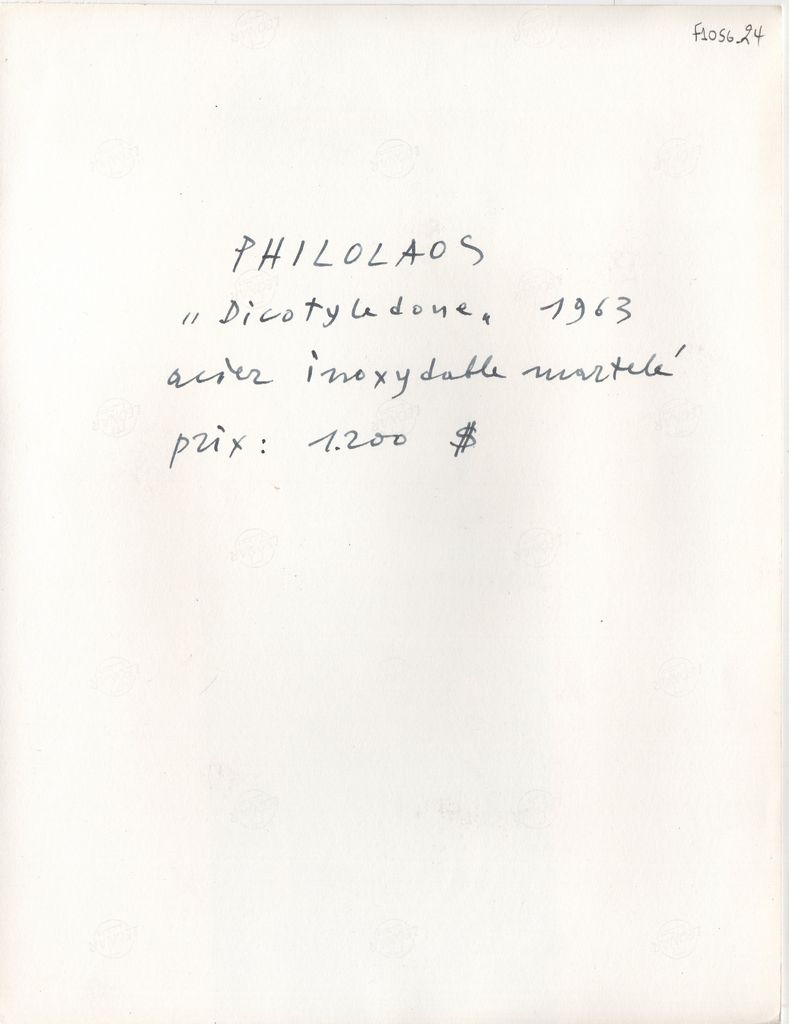 F1056_24
PHILOLAOS
"Dicotyledone" 1963
acier inoxydable martelé
prix: 1.200 $